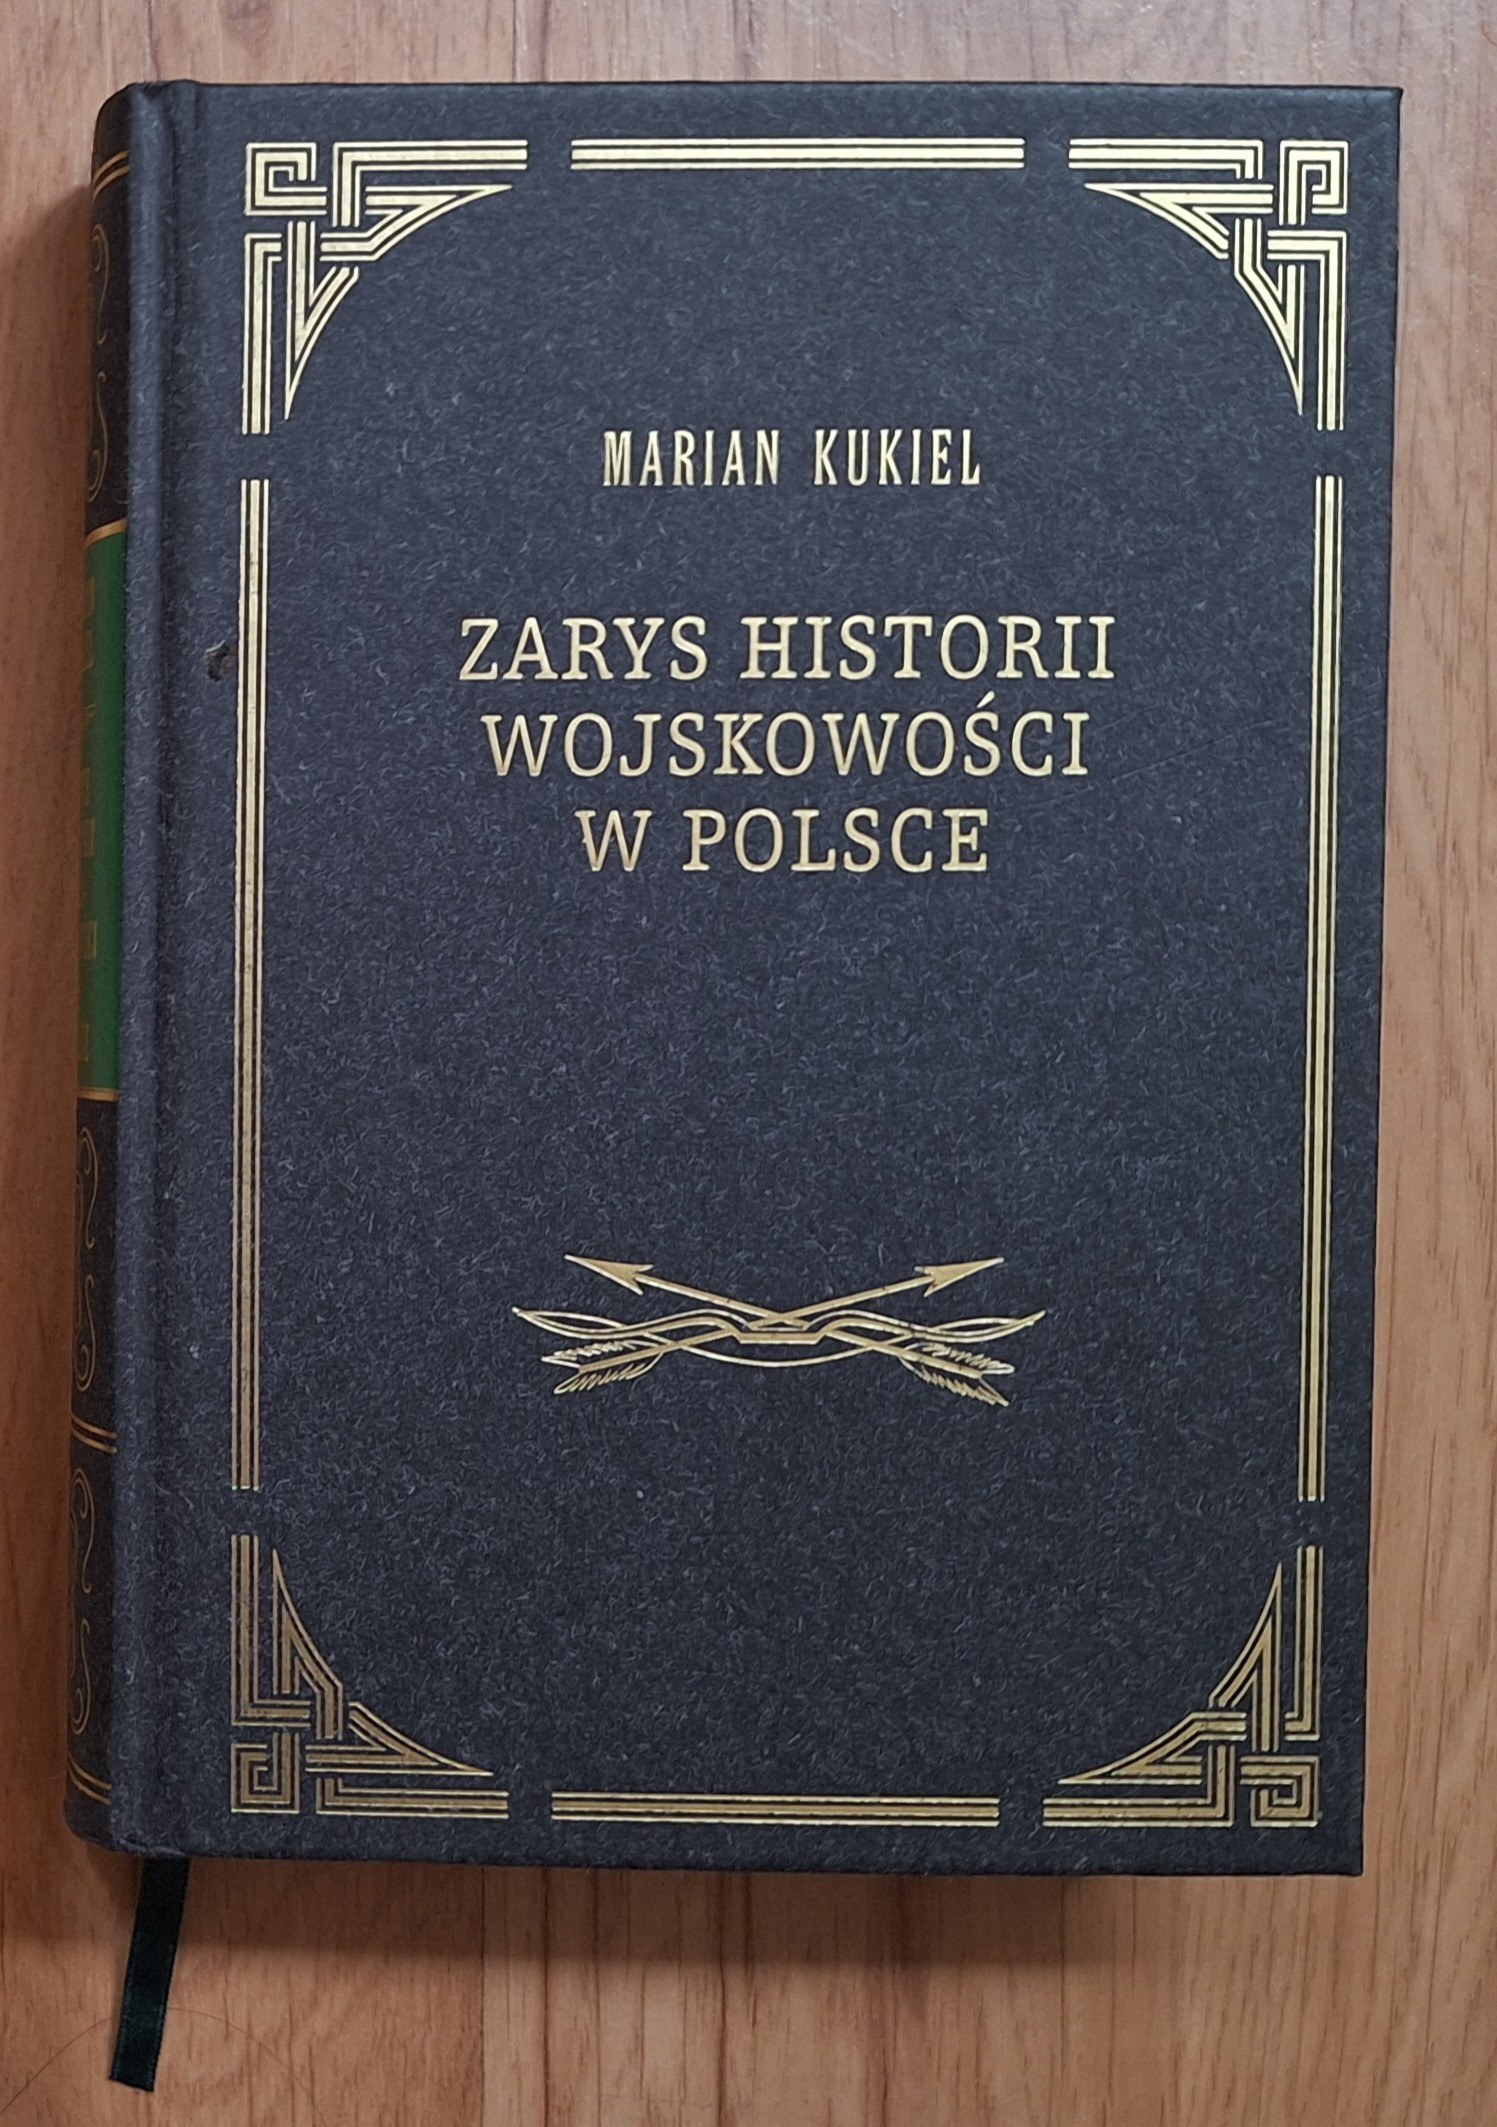 MARIAN KUKIEL
ZARYS HISTORII
WOJSKOWOŚCI
W POLSCE